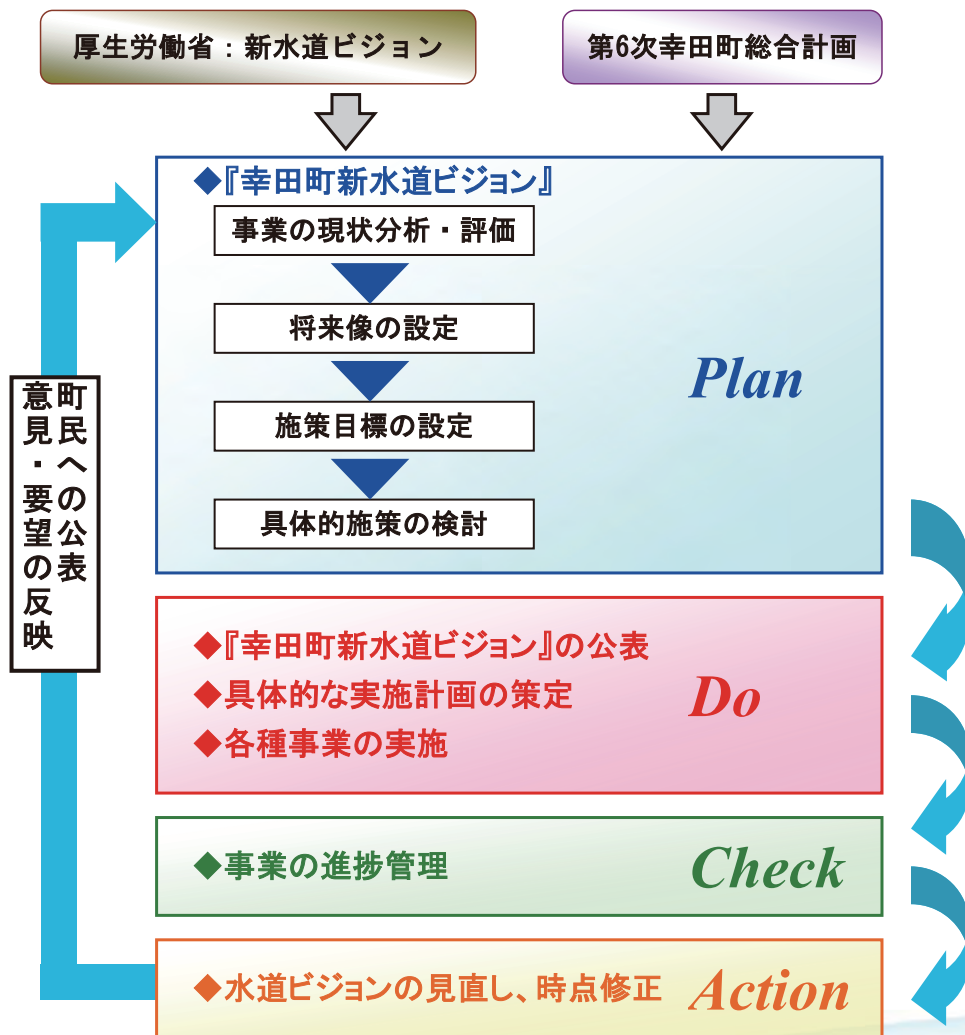 厚生労働省：新水道ビジョン
第6次幸田町総合計画
◆『幸田町新水道ビジョン』
事業の現状分析・評価
将来像の設定
施策目標の設定
具体的施策の検討
Plan
町民への公表
意見・要望の反映
◆『幸田町新水道ビジョン』の公表
◆具体的な実施計画の策定
◆各種事業の実施
Do
◆事業の進捗管理
Check
◆水道ビジョンの見直し、時点修正
Action